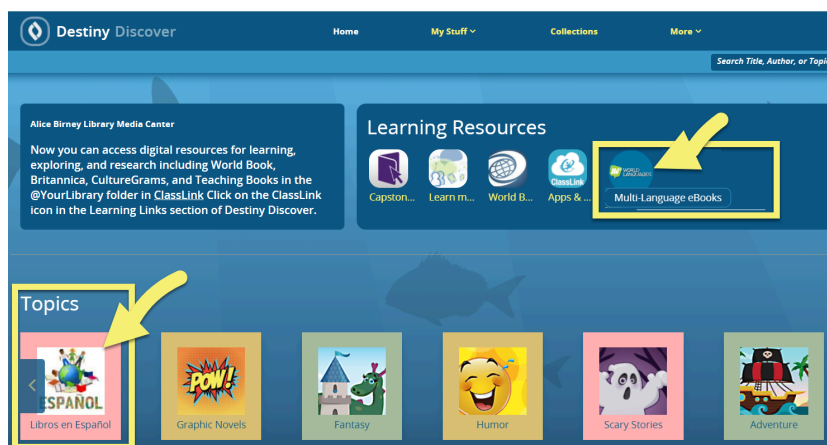 Destiny Discover
Home
My Stuff
Collections
More
Search Title, Author, or Topic
Alice Birney Library Media Canter
Now you can access digital resources for learning,
exploring, and research including World Book,
Britannica, CultureGrams, and Teaching Books in the
@YourLibrary folder in ClassLink Click on the ClassLink
icon in the Learning Links section of Destiny Discover.
Learning Resources
ClassLink
WORLD
LANGUAGES
Capston...
Learn m...
World B...
Apps & ...
Multi-Language eBooks
Topics
ESPAÑOL
POW!
Libros en Español
Graphic Novels
Fantasy
Humor
Scary Stories
Adventure